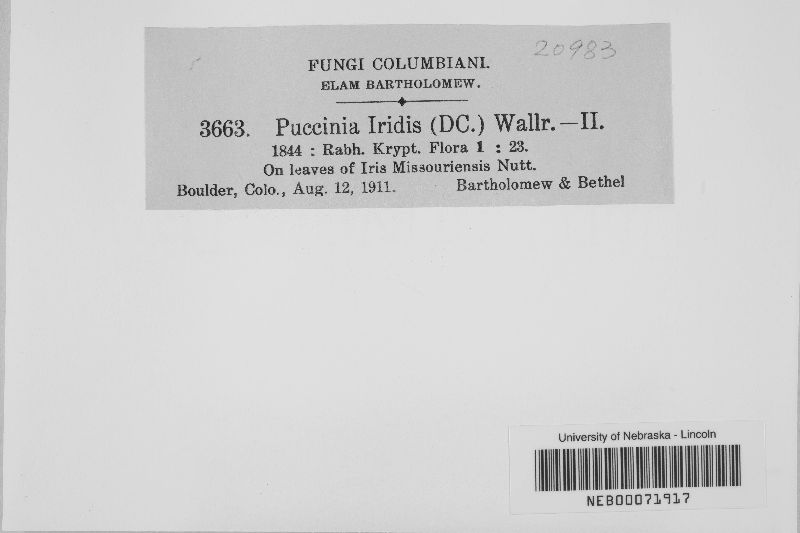 20983
FUNGI COLUMBIANI.
ELAM BARTHOLOMEW.
3663. Puccinia Iridis (DC.) Wallr.—II.
1844 : Rabh. Krypt. Flora 1 : 23.
On leaves of Iris Missouriensis Nutt.
Boulder, Colo., Aug. 12, 1911. Bartholomew & Bethel
University of Nebraska - Lincoln
NEB00071917